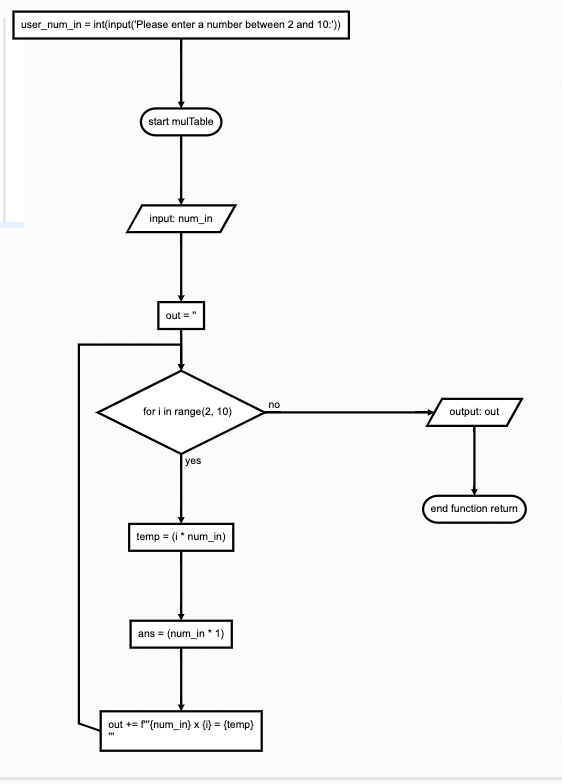 user_num_in = int(input('Please enter a number between 2 and 10:'))
start mulTable
input: num_in
out = ''
for i in range(2, 10)
no
output: out
yes
end function return
temp = (i * num_in)
ans = (num_in * 1)
out += f'''{num_in} x {i} = {temp}
'''